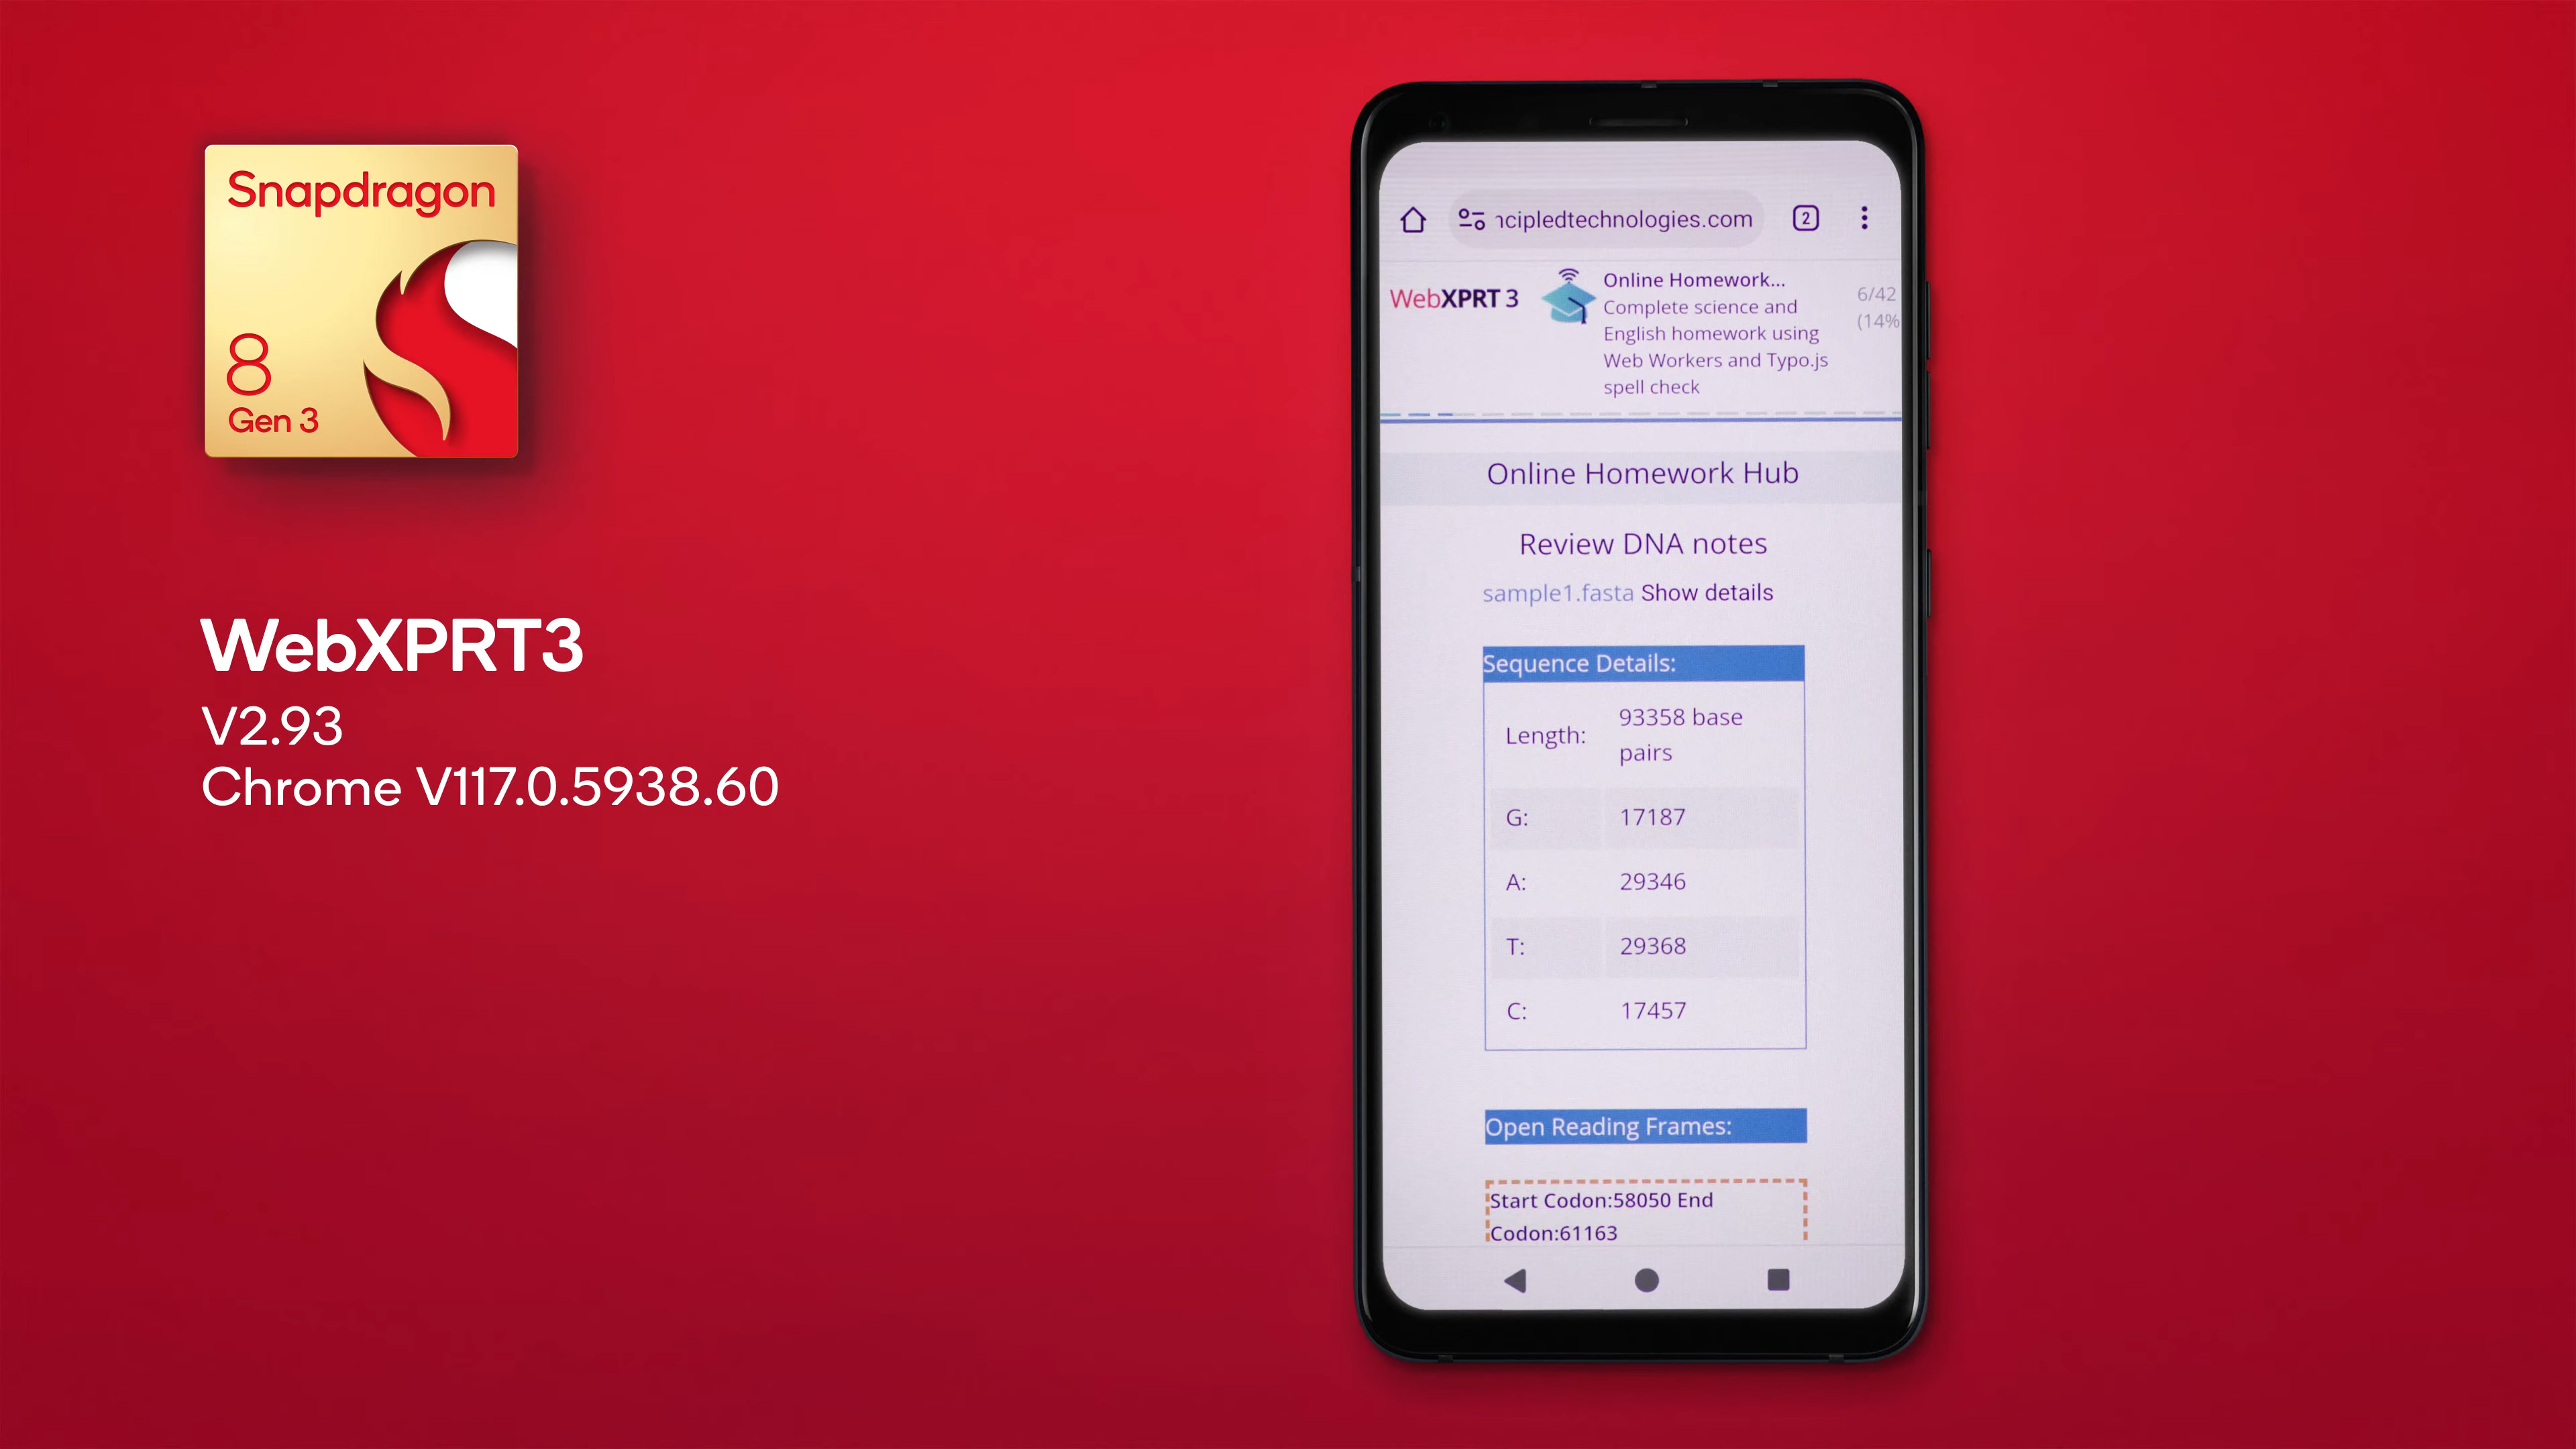 Snapdragon
8
Gen 3
WebXPRT3
V2.93
Chrome V117.0.5938.60
ncipledtechnologies.com
2
WebXPRT 3
Online Homework...
Complete science and
English homework using
Web Workers and Typo.js
spell check
6/42
(14%
Online Homework Hub
Review DNA notes
sample1.fasta Show details
Sequence Details:
Length: 93358 base
pairs
G: 17187
A: 29346
T: 29368
C: 17457
Open Reading Frames:
Start Codon:58050 End
Codon:61163